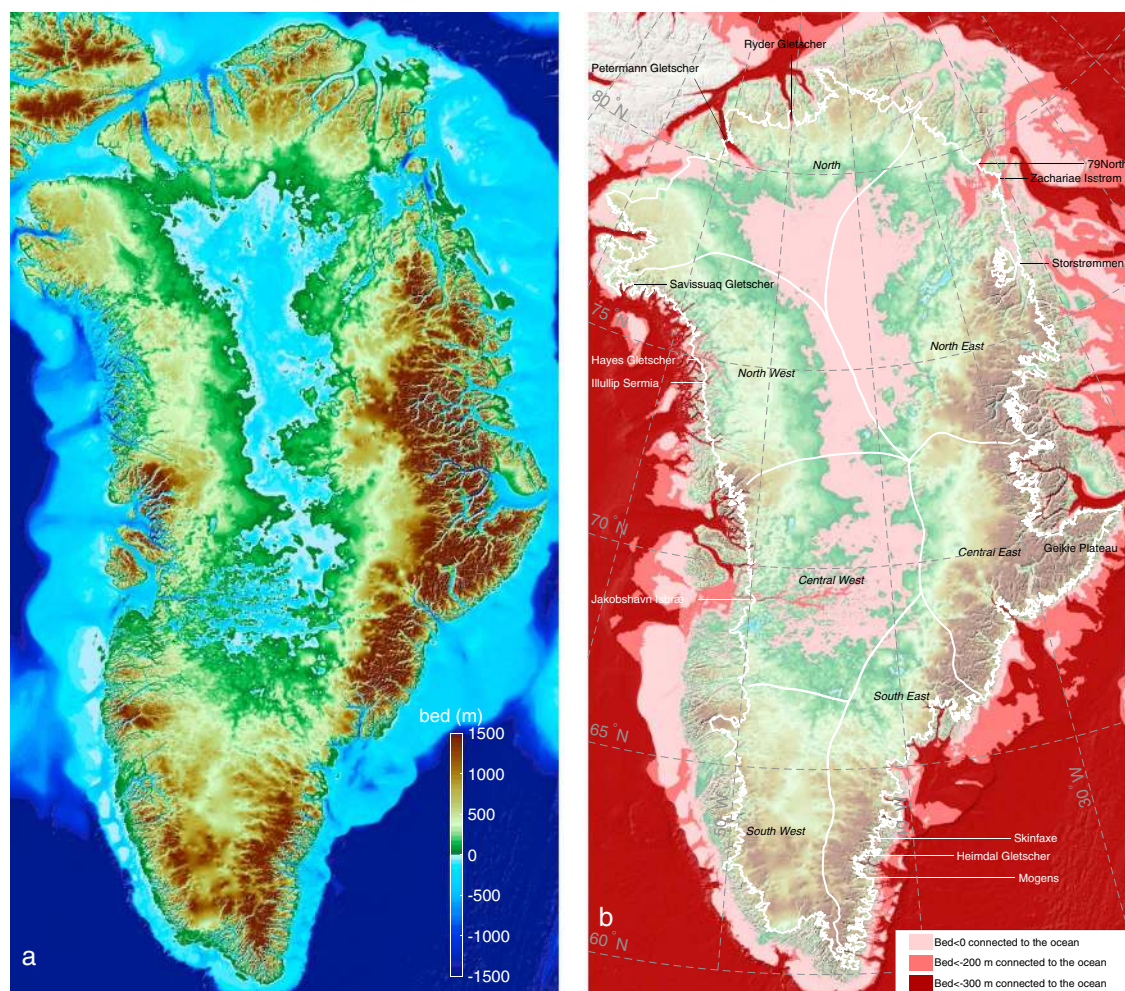 bed (m)
1500
1000
500
0
-500
-1000
-1500
a
Ryder Gletscher
Petermann Gletscher
80°N
North
79North
Zachariae Isstrøm
Storstrømmen
Savissuaq Gletscher
75°N
North East
Hayes Gletscher
North West
Illullip Sermia
70°N
Central East
Geikie Plateau
Central West
Jakobshavn Isbræ
South East
65°N
30°W
50°W
South West
Skinfaxe
Heimdal Gletscher
Mogens
b
60°N
Bed<0 connected to the ocean
Bed<-200 m connected to the ocean
Bed<-300 m connected to the ocean